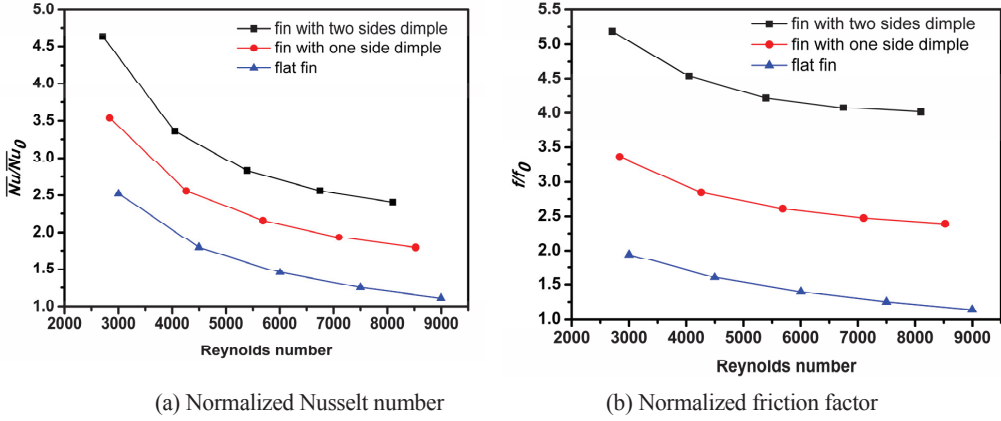 5.0
4.5
4.0
3.5
3.0
2.5
2.0
1.5
1.0
Nu/Nu0
2000 3000 4000 5000 6000 7000 8000 9000
Reynolds number
fin with two sides dimple
fin with one side dimple
flat fin
(a) Normalized Nusselt number
5.5
5.0
4.5
4.0
3.5
3.0
2.5
2.0
1.5
1.0
f/f0
2000 3000 4000 5000 6000 7000 8000 9000
Reynolds number
fin with two sides dimple
fin with one side dimple
flat fin
(b) Normalized friction factor